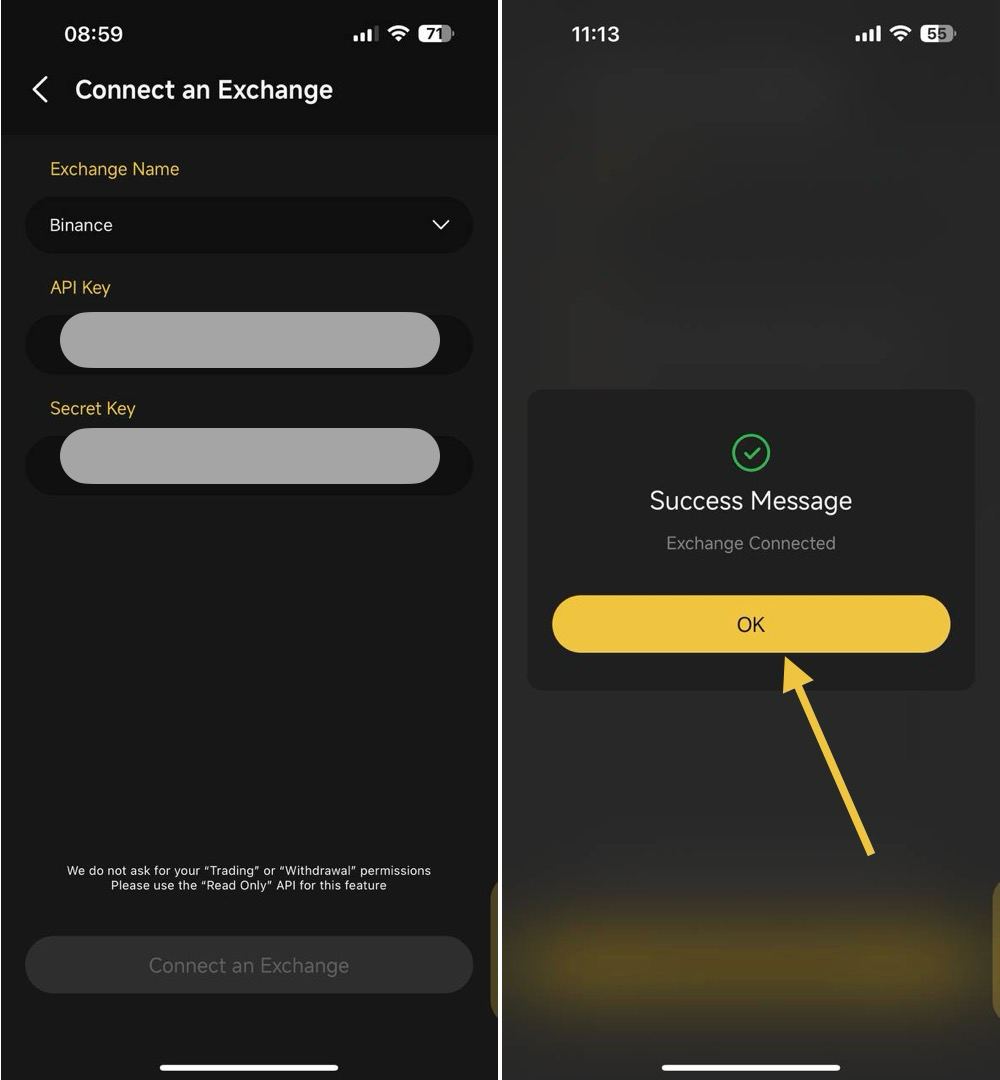 08:59
71
Connect an Exchange
Exchange Name
Binance
API Key
Secret Key
We do not ask for your “Trading” or “Withdrawal” permissions
Please use the “Read Only” API for this feature
Connect an Exchange
11:13
55
Success Message
Exchange Connected
OK